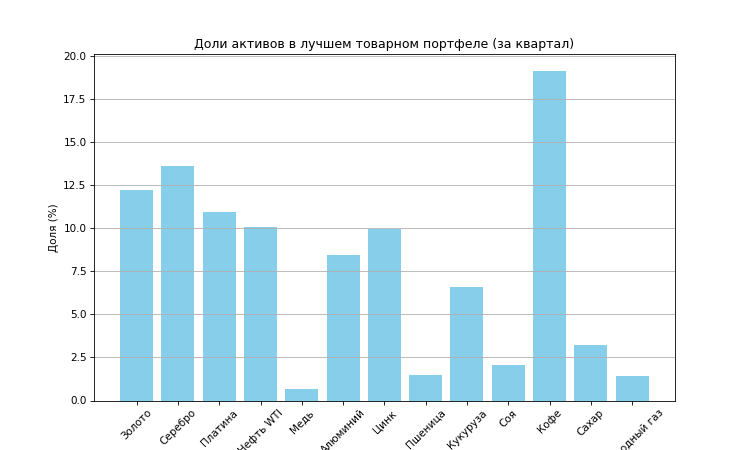 Доли активов в лучшем товарном портфеле (за квартал)
Доля (%)
20.0
17.5
15.0
12.5
10.0
7.5
5.0
2.5
0.0
Золото
Серебро
Платина
Нефть WTI
Медь
Алюминий
Цинк
Пшеница
Кукуруза
Соя
Кофе
Сахар
одный газ